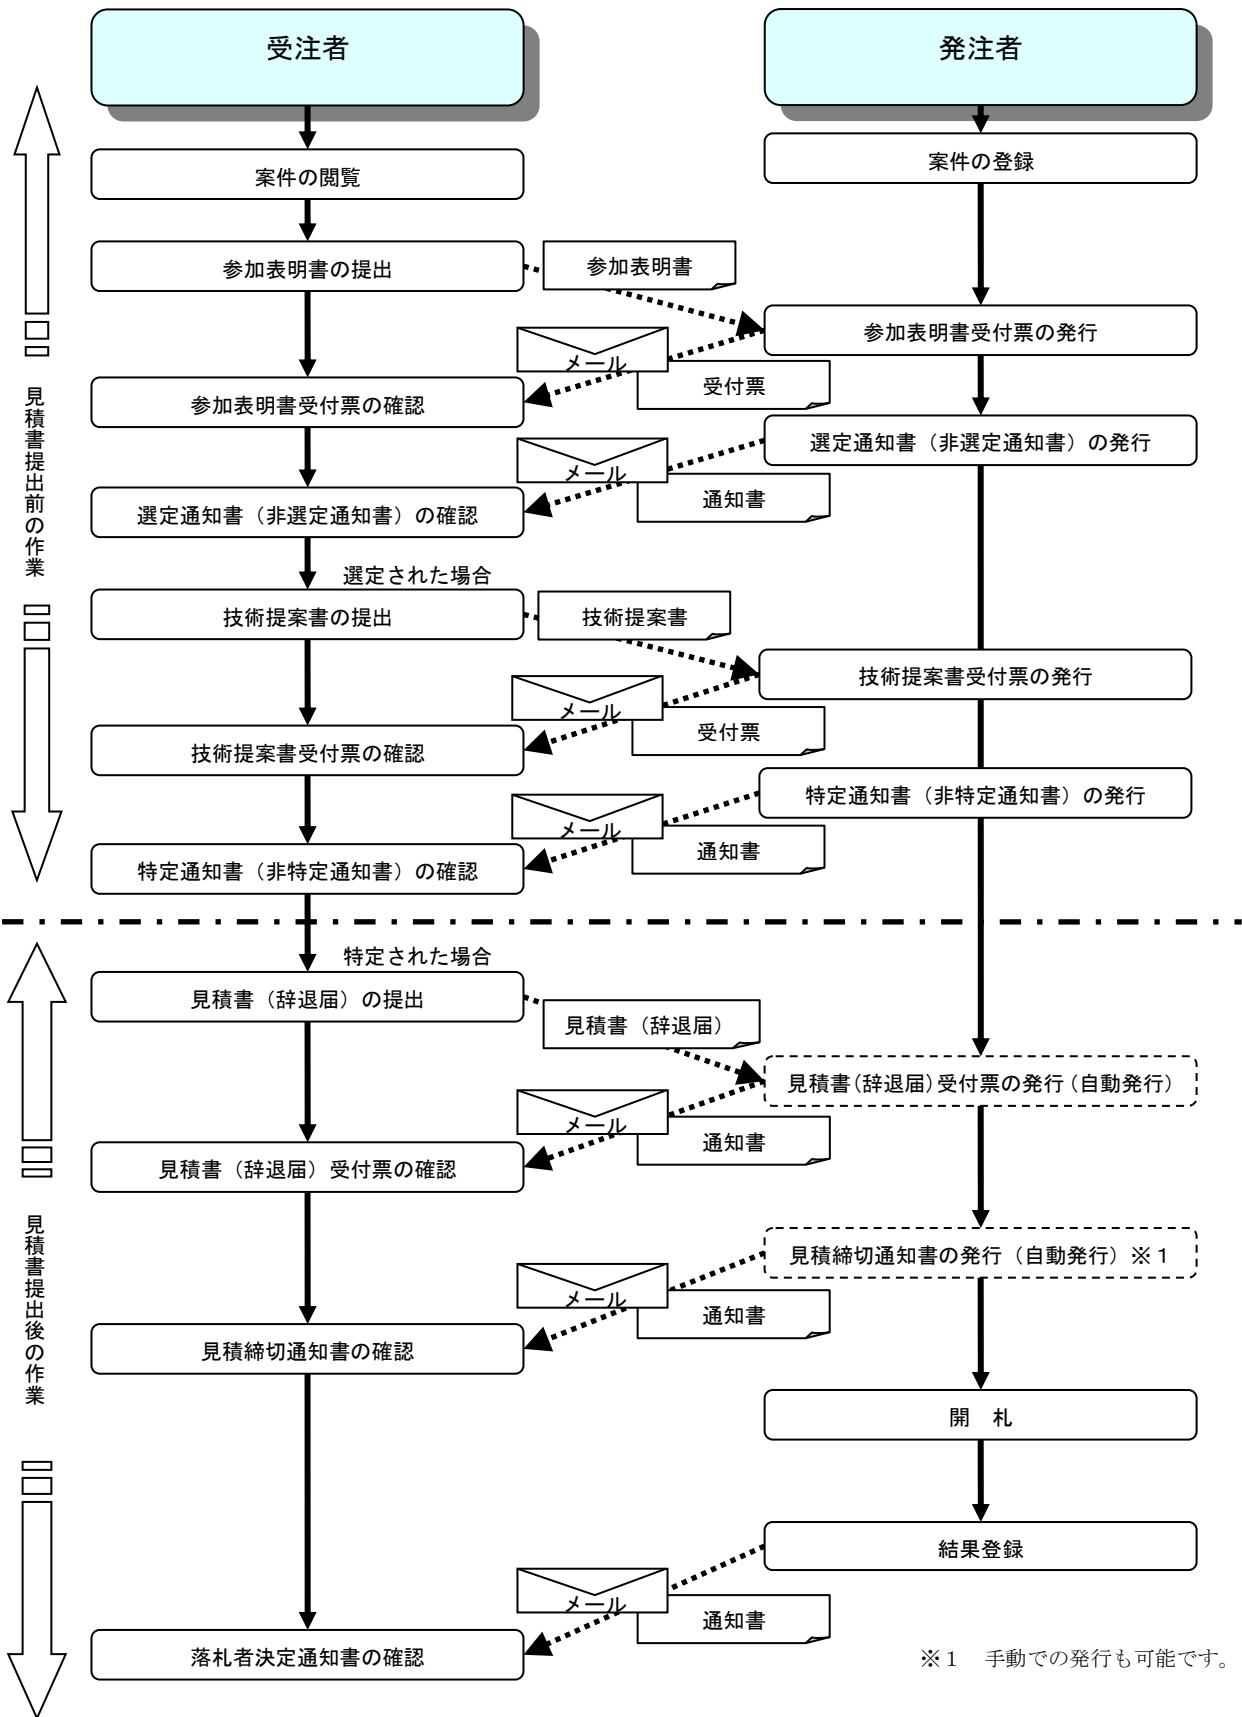 受注者
発注者
案件の登録
案件の閲覧
参加表明書の提出
参加表明書
参加表明書受付票の発行
メール
受付票
参加表明書受付票の確認
選定通知書（非選定通知書）の発行
メール
通知書
選定通知書（非選定通知書）の確認
選定された場合
技術提案書の提出
技術提案書
技術提案書受付票の発行
メール
受付票
技術提案書受付票の確認
特定通知書（非特定通知書）の発行
メール
通知書
特定通知書（非特定通知書）の確認
見積書提出前の作業
特定された場合
見積書（辞退届）の提出
見積書（辞退届）
見積書（辞退届）受付票の発行（自動発行）
メール
通知書
見積書（辞退届）受付票の確認
見積締切通知書の発行（自動発行）※１
メール
通知書
見積締切通知書の確認
開　札
結果登録
メール
通知書
落札者決定通知書の確認
見積書提出後の作業
※１　手動での発行も可能です。